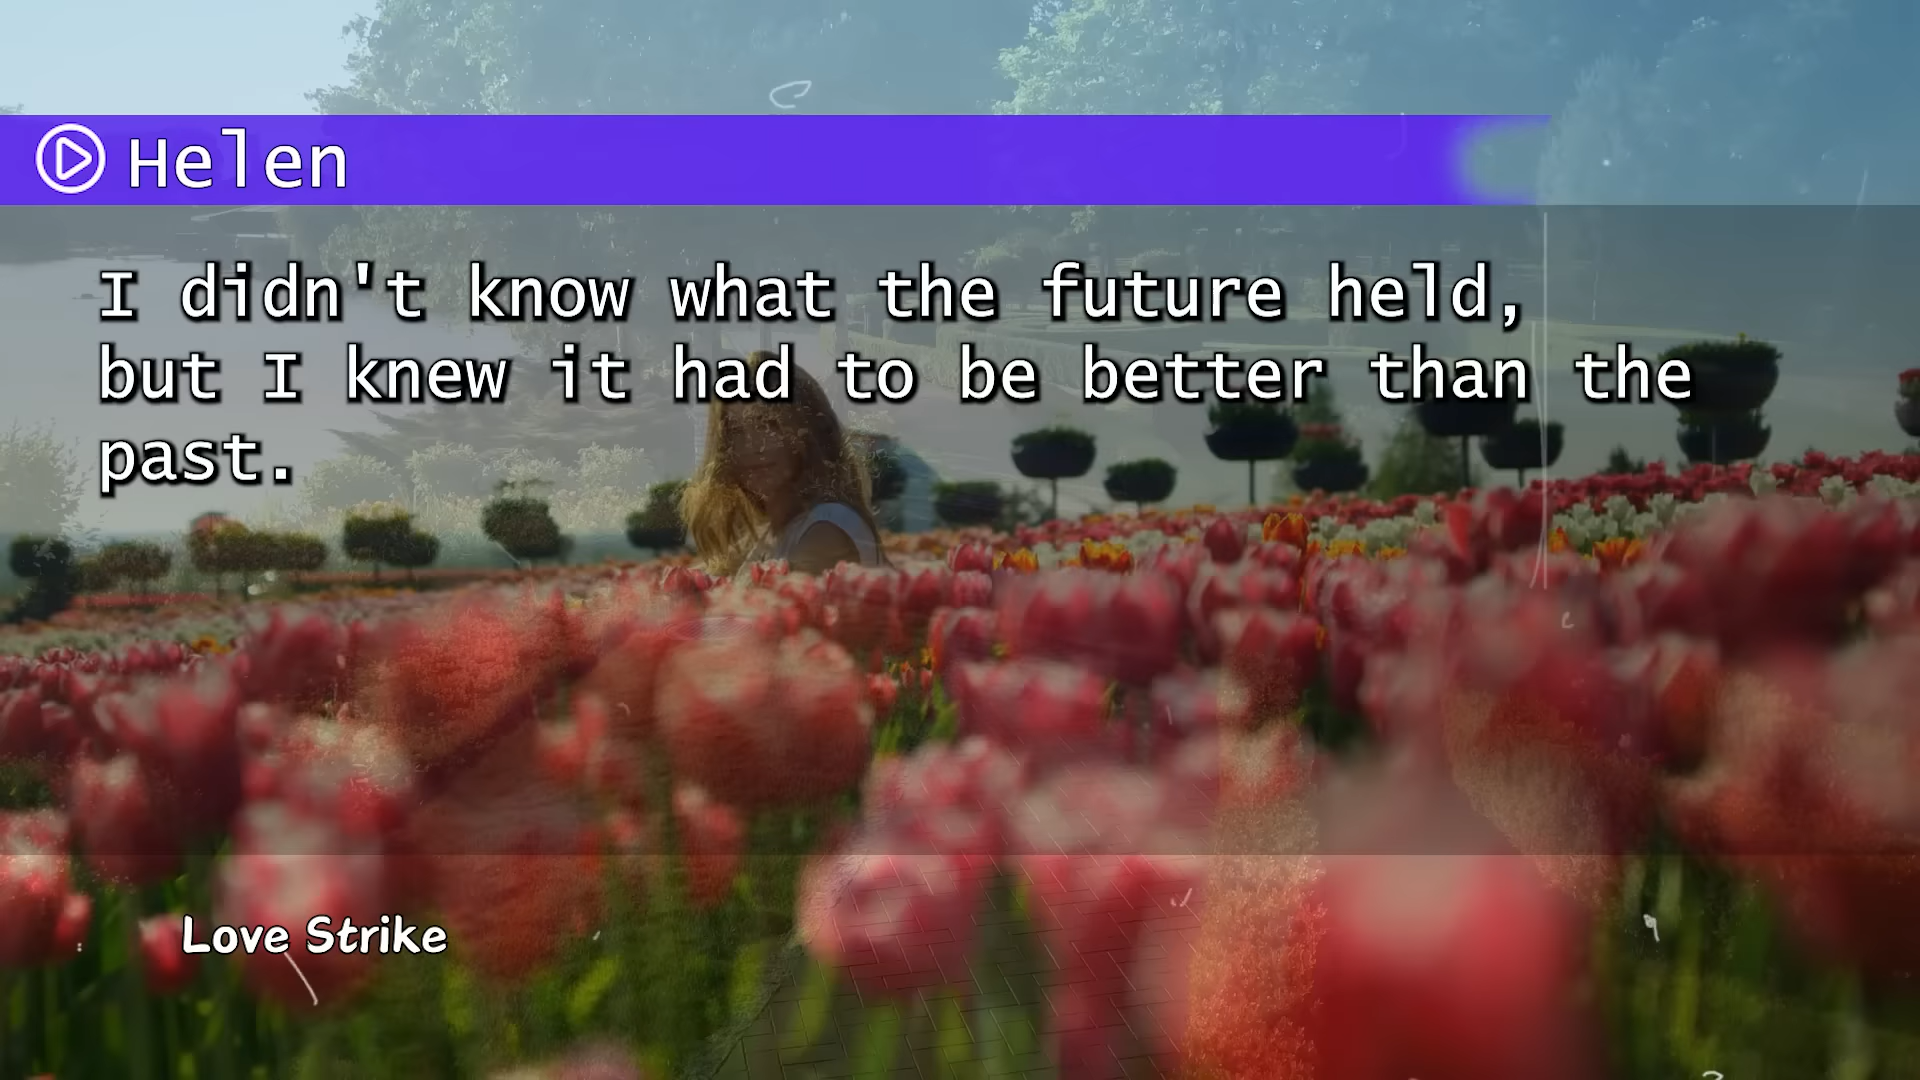 Helen
I didn't know what the future held,
but I knew it had to be better than the
past.
Love Strike